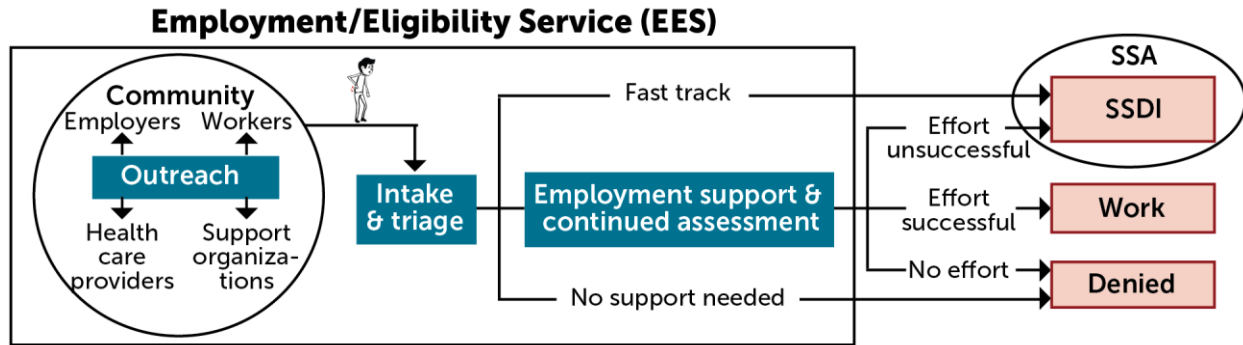 Employment/Eligibility Service (EES)
Community
Employers Workers
Outreach
Health
care
providers
Support
organiza-
tions
Intake
& triage
Fast track
Employment support &
continued assessment
No support needed
Effort
unsuccessful
Effort
successful
No effort
SSA
SSDI
Work
Denied